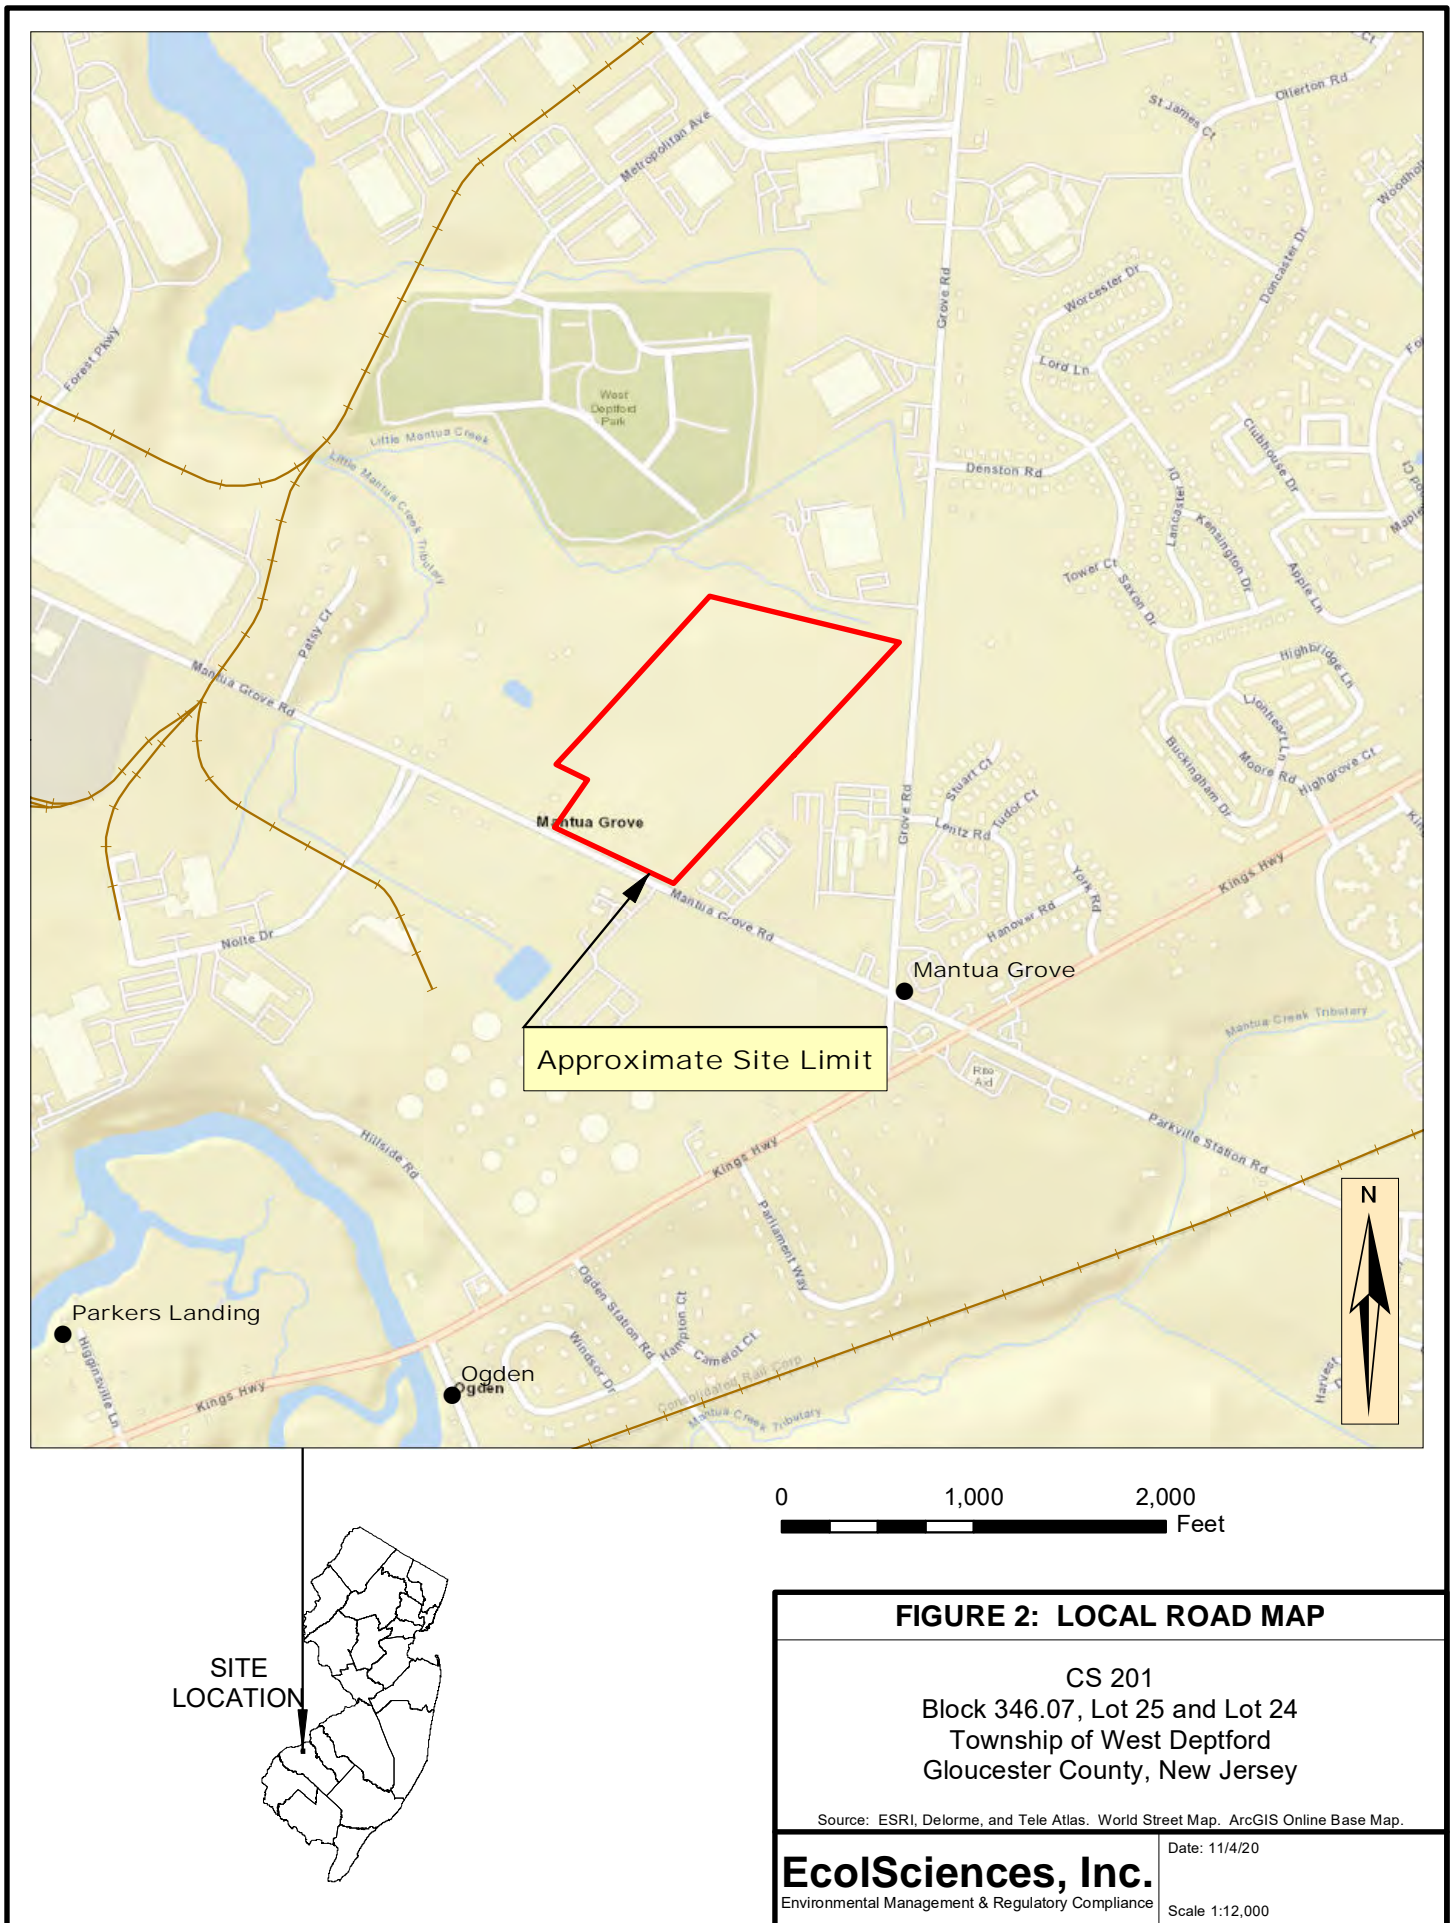 Ct
Ollerton Rd
St James Ct
Metropolitan Ave
Doncaster Dr
Worcester Dr
Grove Rd
Forest Pkwy
Lord Ln
West
Deptford
Park
Little Mantua Creek
Clubhouse Dr
Little Mantua Creek Tributary
Denston Rd
Lancaster Dr
Kensington Dr
Tower Ct
Saxon Dr
Apple Ln
Patsy Ct
Mantua Grove Rd
Highbridge Ln
Lionheart Ln
Buckingham Dr
Moore Rd
Highgrove Ct
Stuart Ct
Tudor Ct
Grove Rd
Lentz Rd
Mantua Grove
York Rd
Kings Hwy
Mantua Grove Rd
Hanover Rd
Nolte Dr
Mantua Grove
Mantua Creek Tributary
Approximate Site Limit
Rite
Aid
Hillside Rd
Kings Hwy
Parkville Station Rd
N
Parliament Way
Ogden Station Rd
Parkers Landing
Hampton Ct
Higginsville Ln
Windsor Dr
Camelot Ct
Harvest
Ogden
Ogden
Kings Hwy
Consolidated Rail Corp
Mantua Creek Tributary
0 1,000 2,000
Feet
SITE
LOCATION
FIGURE 2: LOCAL ROAD MAP
CS 201
Block 346.07, Lot 25 and Lot 24
Township of West Deptford
Gloucester County, New Jersey
Source: ESRI, Delorme, and Tele Atlas. World Street Map. ArcGIS Online Base Map.
EcolSciences, Inc.
Environmental Management & Regulatory Compliance
Date: 11/4/20
Scale 1:12,000